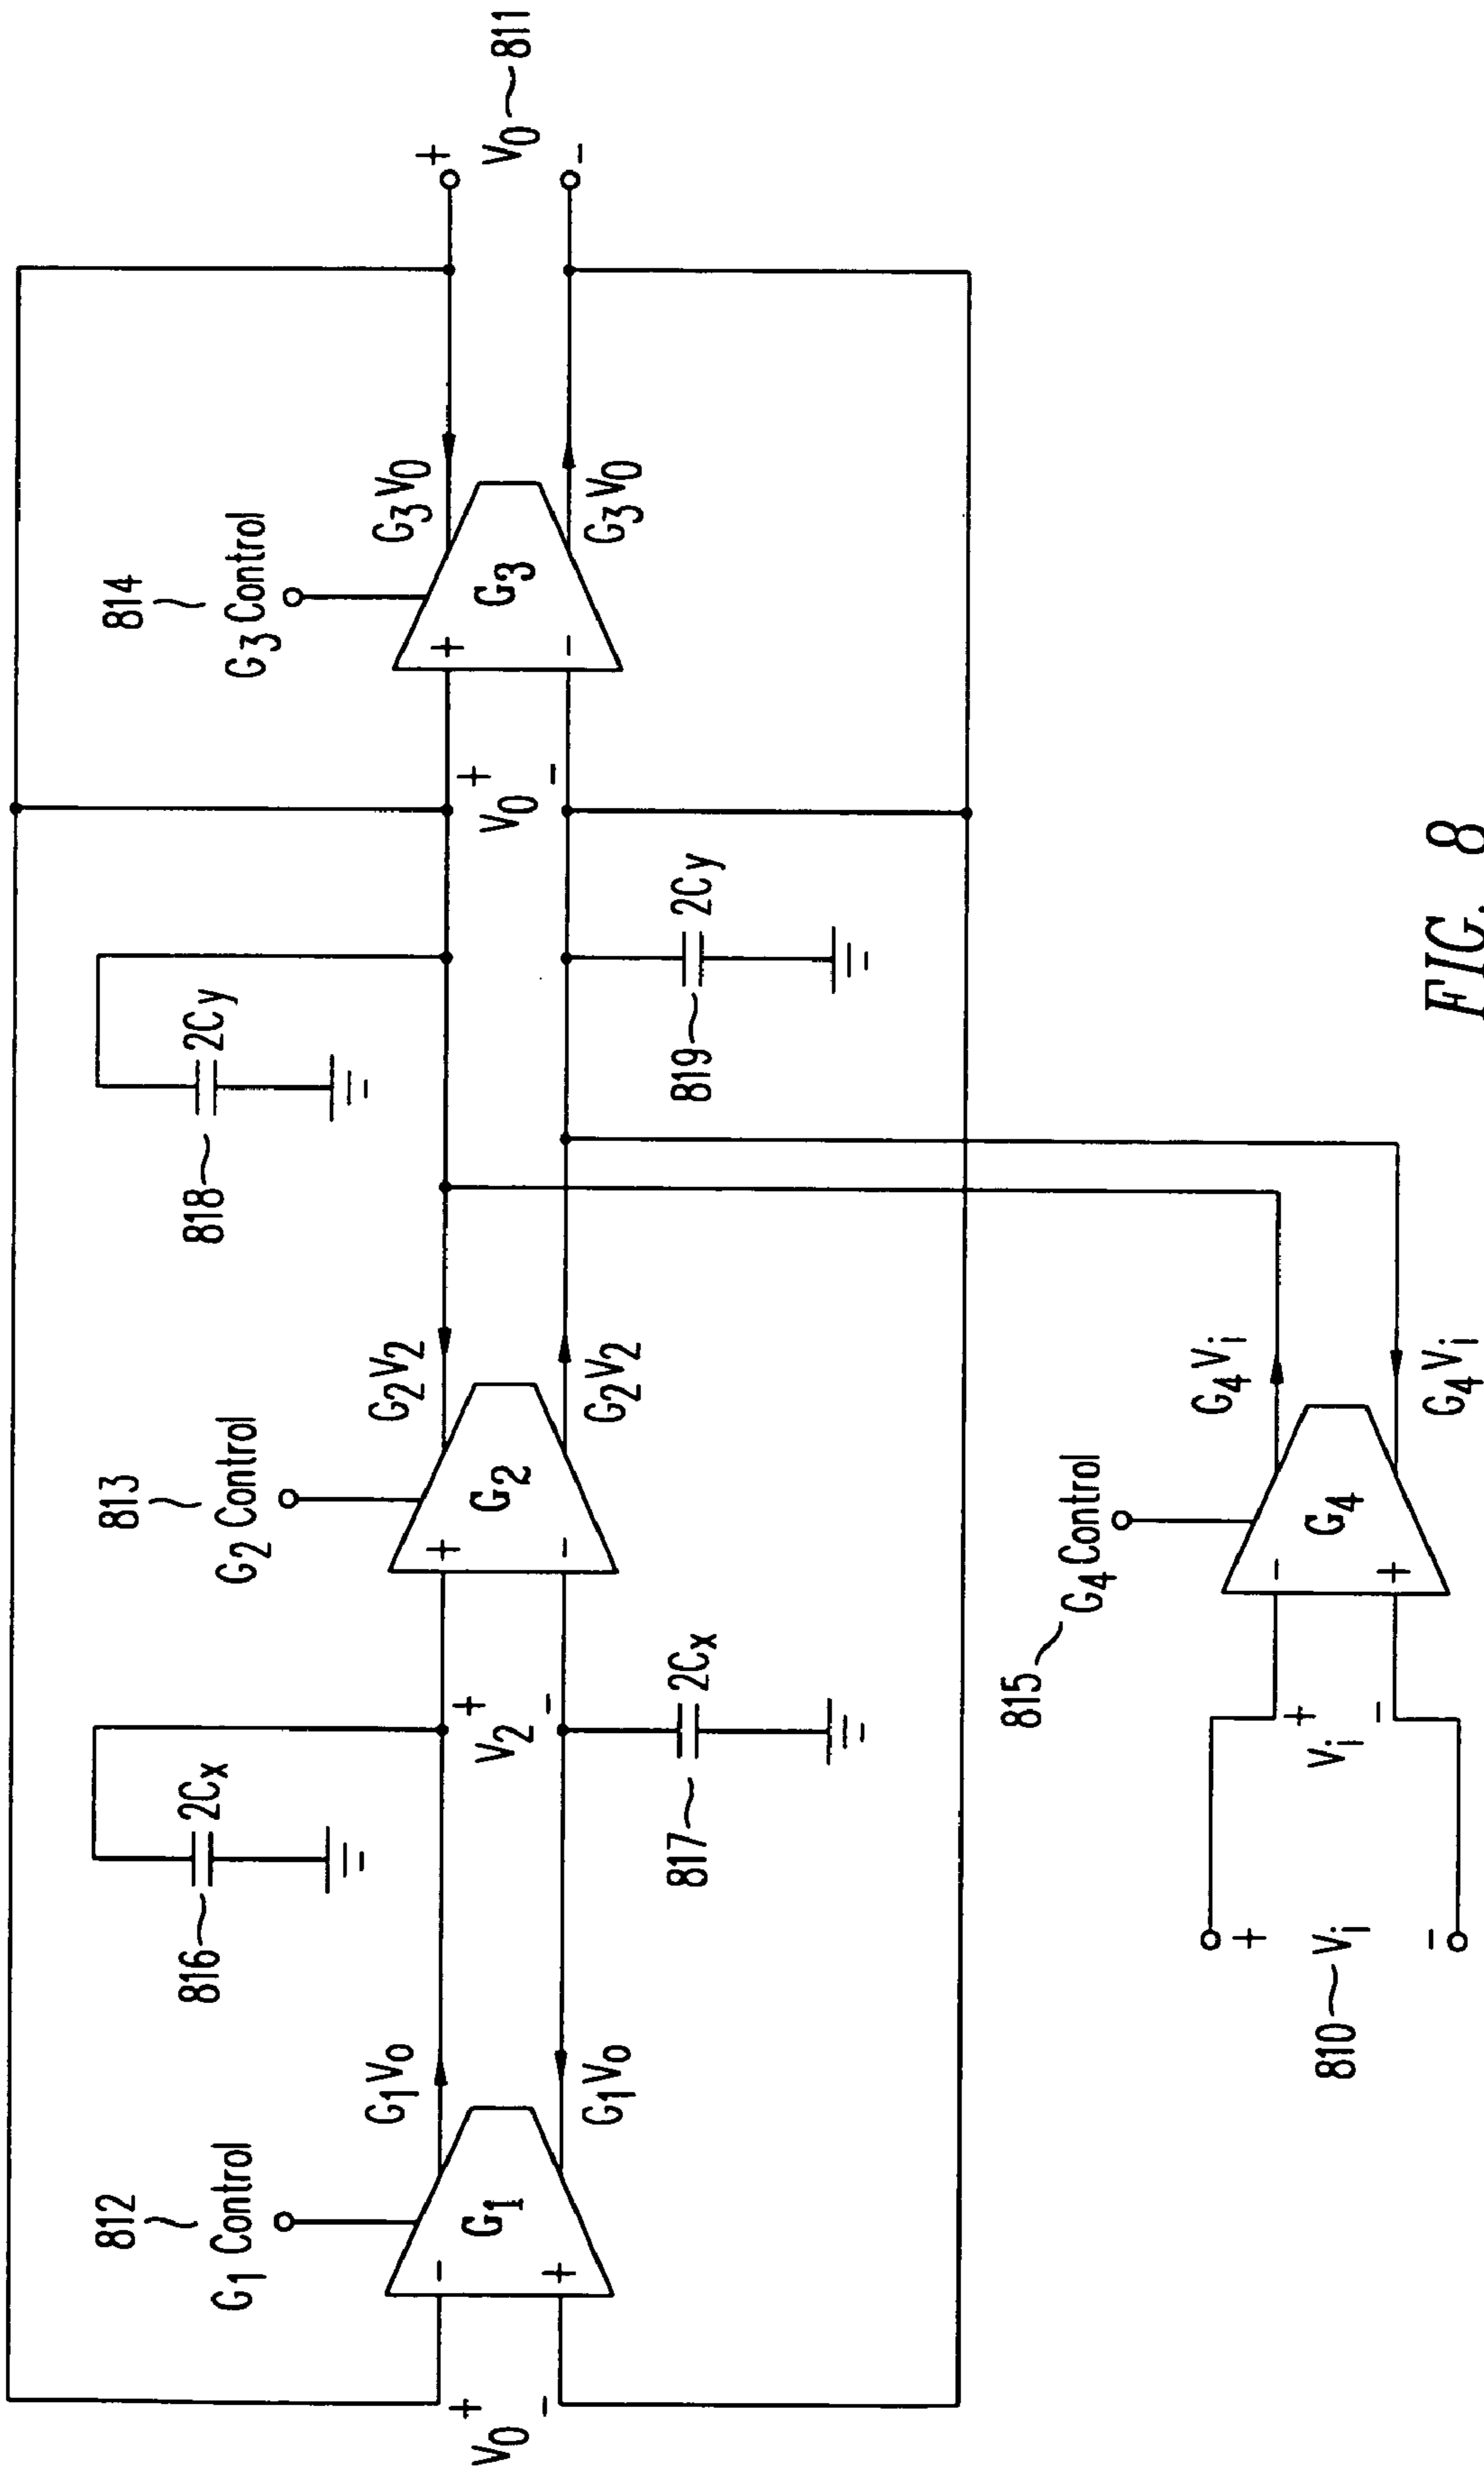 812
G1 Control
G1
-
+
V0
+
-
G1V0
G1V0
816
2Cx
817
2Cx
+
V2
-
813
G2 Control
G2
+
-
G2V2
G2V2
818
2Cy
819
2Cy
+
V0
-
814
G3 Control
G3
+
-
G3V0
G3V0
+
V0 811
-
815
G4 Control
G4
-
+
G4Vi
G4Vi
+
Vi
-
+
810 Vi
-
FIG. 8